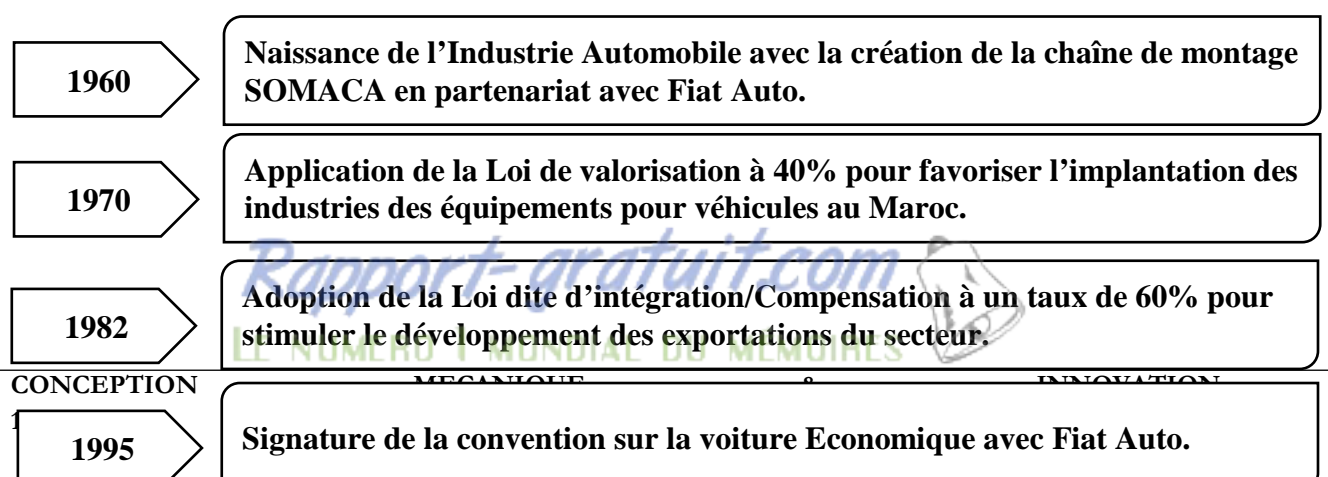 1960
Naissance de l’Industrie Automobile avec la création de la chaîne de montage
SOMACA en partenariat avec Fiat Auto.
1970
Application de la Loi de valorisation à 40% pour favoriser l’implantation des
industries des équipements pour véhicules au Maroc.
Rapport-gratuit.com
1982
Adoption de la Loi dite d’intégration/Compensation à un taux de 60% pour
stimuler le développement des exportations du secteur.
LE NUMERO 1 MONDIAL DU MÉMOIRES
CONCEPTION MECANIQUE & INNOVATION
1995
Signature de la convention sur la voiture Economique avec Fiat Auto.